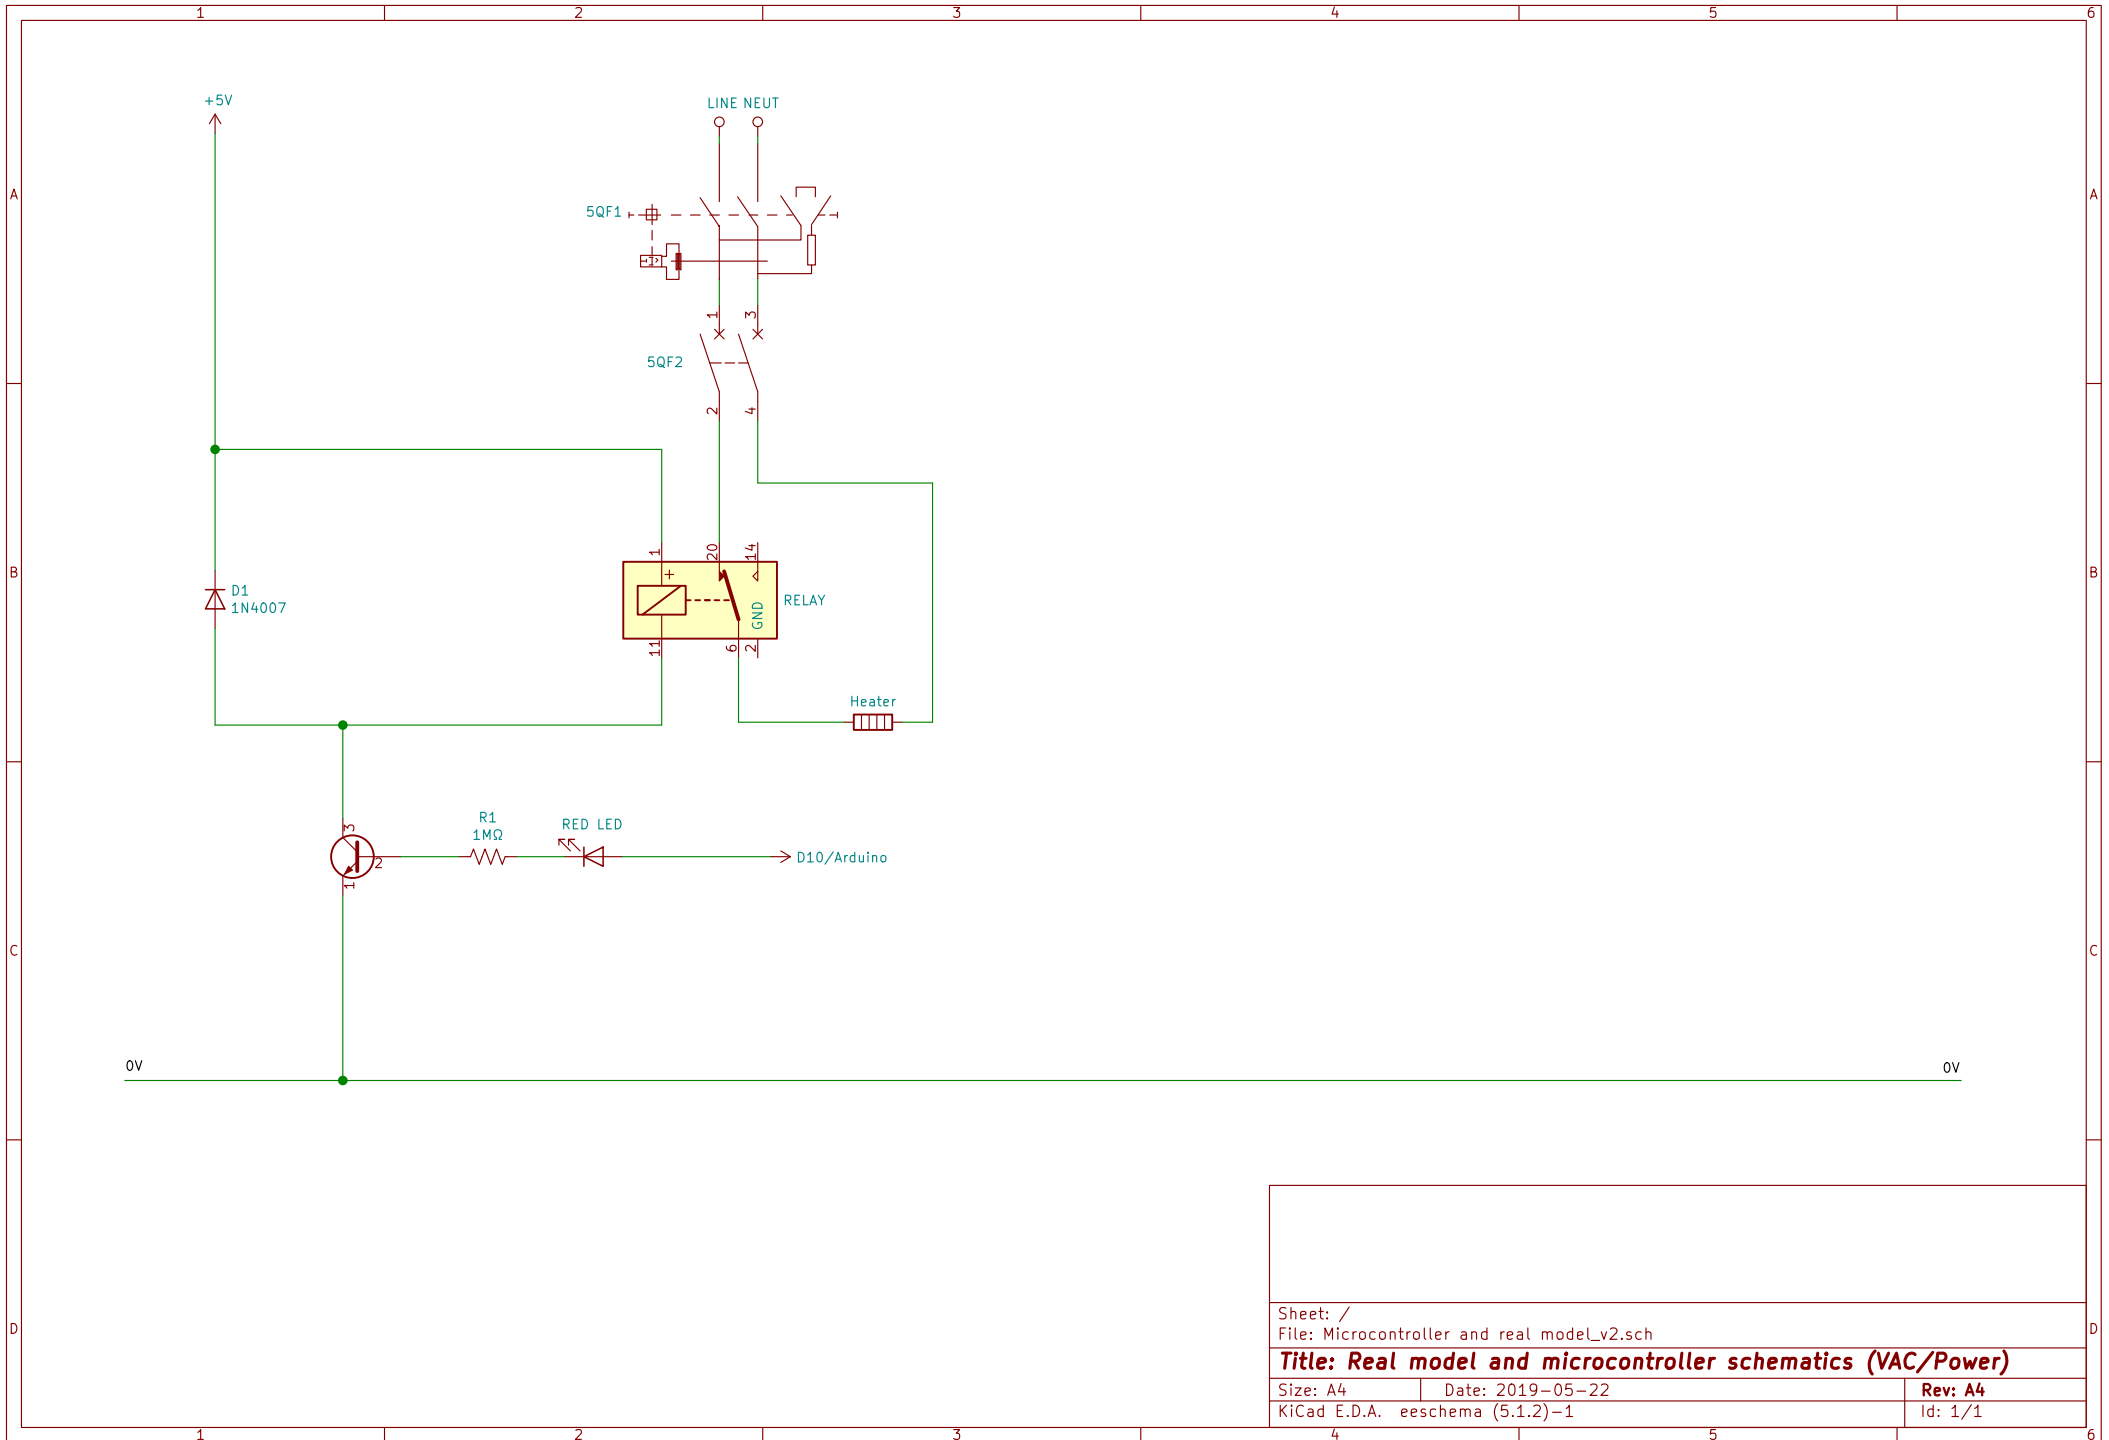 1 2 3 4 5 6
+5V
LINE NEUT
A A
5QF1
1 3
5QF2
2 4
1 20 14
B B
+
D1
1N4007
RELAY
GND
11 6 2
Heater
R1
1MΩ
RED LED
3
2
1
D10/Arduino
C C
0V 0V
Sheet: /
D D
File: Microcontroller and real model_v2.sch
Title: Real model and microcontroller schematics (VAC/Power)
Size: A4 Date: 2019-05-22 Rev: A4
KiCad E.D.A. eeschema (5.1.2)-1 Id: 1/1
1 2 3 4 5 6